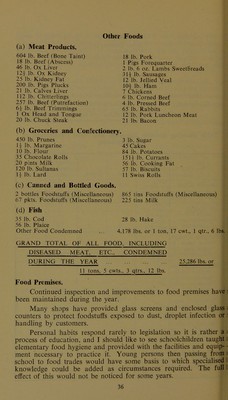 Other Foods
(a) Meat Products.
604 lb. Beef (Bone Taint)
18 lb. Beef (Abscess)
46 lb. Ox Liver
121 lb. Ox Kidney
25 lb. Kidney Fat
200 lb. Pigs Plucks
21 lb. Calves Liver
112 lb. Chitterlings
257 lb. Beef (Putrefaction)
6½ lb. Beef Trimmings
1 Ox Head and Tongue
20 lb. Chuck Steak
18 lb. Pork
1 Pigs Forequarter
2 lb. 6 oz. Lambs Sweetbreads
311 lb. Sausages
12 lb. Jellied Veal
10½ lb. Ham
7 Chickens
6 lb. Corned Beef
4 lb. Pressed Beef
65 lb. Rabbits
12 lb. Pork Luncheon Meat
21 lb. Bacon
(b) Groceries and Confectionery.
450 lb. Prunes
1½ lb. Margarine
10 lb. Flour
35 Chocolate Rolls
20 pints Milk
120 lb. Sultanas
1½ lb. Lard
3 lb. Sugar
45 Cakes
84 lb. Potatoes
151½ lb. Currants
56 lb. Cooking Fat
17 lb. Biscuits
11 Swiss Rolls
(c) Canned and Bottled Goods.
2 bottles Foodstuffs (Miscellaneous)
67 pkts. Foodstuffs (Miscellaneous)
865 tins Foodstuffs (Miscellaneous)
225 tins Milk
(d) Fish
55 lb. Cod
56 lb. Plaice
28 lb. Hake
Other Food Condemned ... 4,178 lbs. or 1 ton, 17 cwt., 1 qtr., 6 lbs.
GRAND TOTAL OF ALL FOOD, INCLUDING
DISEASED MEAT, ETC., CONDEMNED
DURING THE YEAR 25,286 lbs. or
11 tons, 5 cwts., 3 qtrs., 12 lbs.
Food Premises.
Continued inspection and improvements to food premises have
been maintained during the year.
Many shops have provided glass screens and enclosed glass
counters to protect foodstuffs exposed to dust, droplet infection or
handling by customers.
Personal habits respond rarely to legislation so it is rather a
process of education, and I should like to see schoolchildren taught
elementary food hygiene and provided with the facilities and equip-
ment necessary to practice it. Young persons then passing from
school to food trades would have some basis to which specialised
knowledge could be added as circumstances required. The full
effect of this would not be noticed for some years.
36